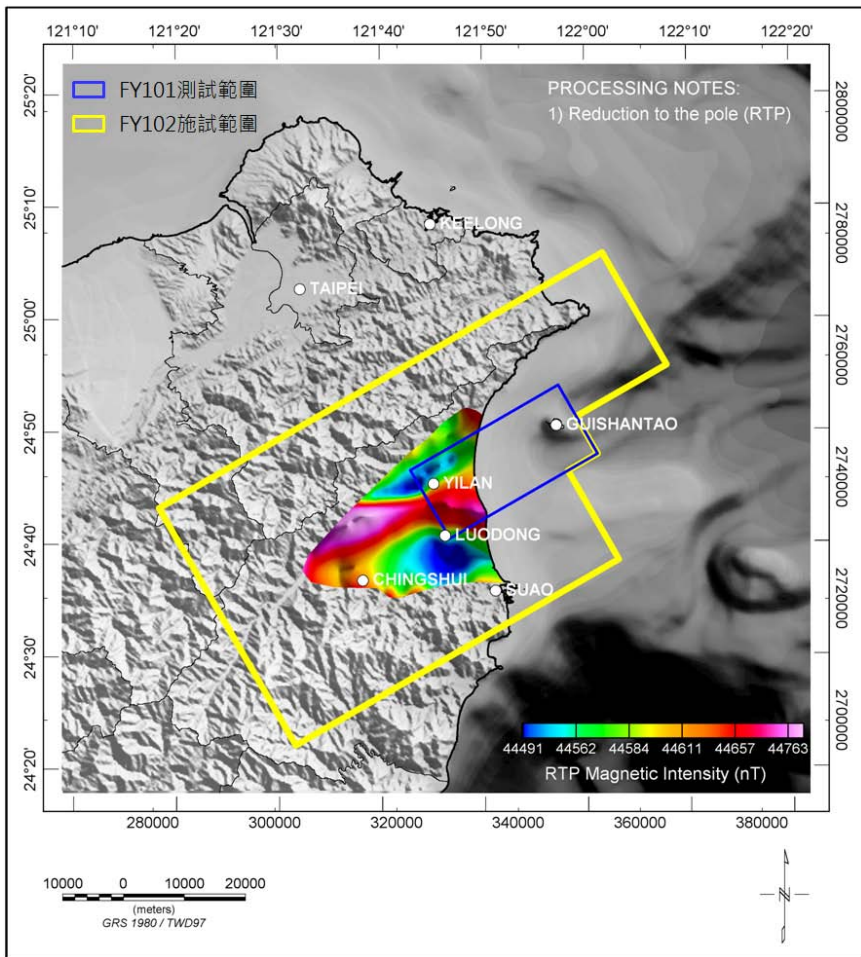 121°10' 121°20' 121°30' 121°40' 121°50' 122°00' 122°10' 122°20'
FY101測試範圍
FY102施試範圍
PROCESSING NOTES:
1) Reduction to the pole (RTP)
25°20'
25°10'
25°00'
24°50'
24°40'
24°30'
24°20'
2800000
2780000
2760000
2740000
2720000
2700000
KEELONG
TAIPEI
GUISHANTAO
YILAN
LUODONG
CHINGSHUI
SUAO
44491 44562 44584 44611 44657 44763
RTP Magnetic Intensity (nT)
280000 300000 320000 340000 360000 380000
10000 0 10000 20000
(meters)
GRS 1980 / TWD97
N